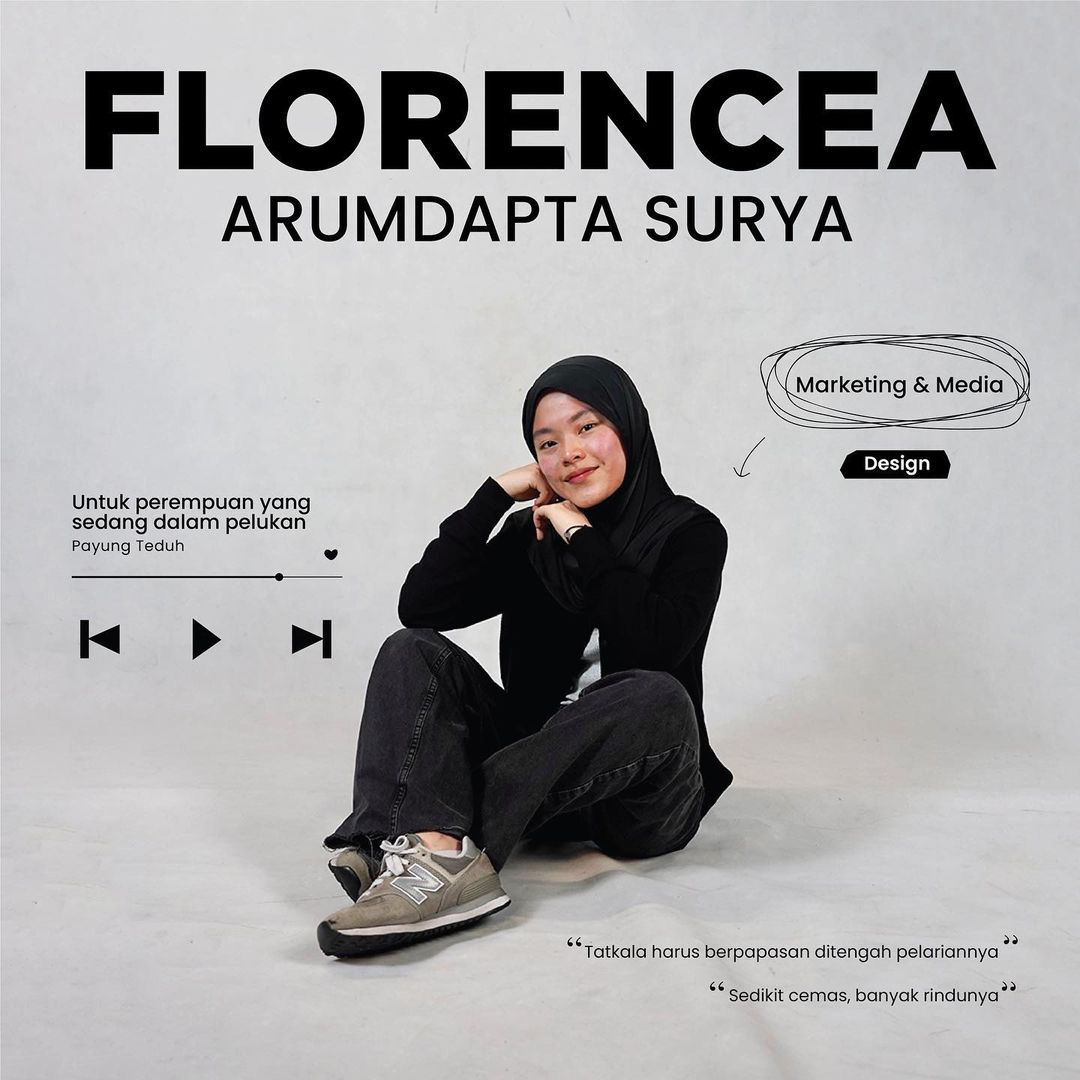 FLORENCEA
ARUMDAPTA SURYA
Marketing & Media
Design
Untuk perempuan yang
sedang dalam pelukan
Payung Teduh
N
“Tatkala harus berpapasan ditengah pelariannya”
“Sedikit cemas, banyak rindunya”